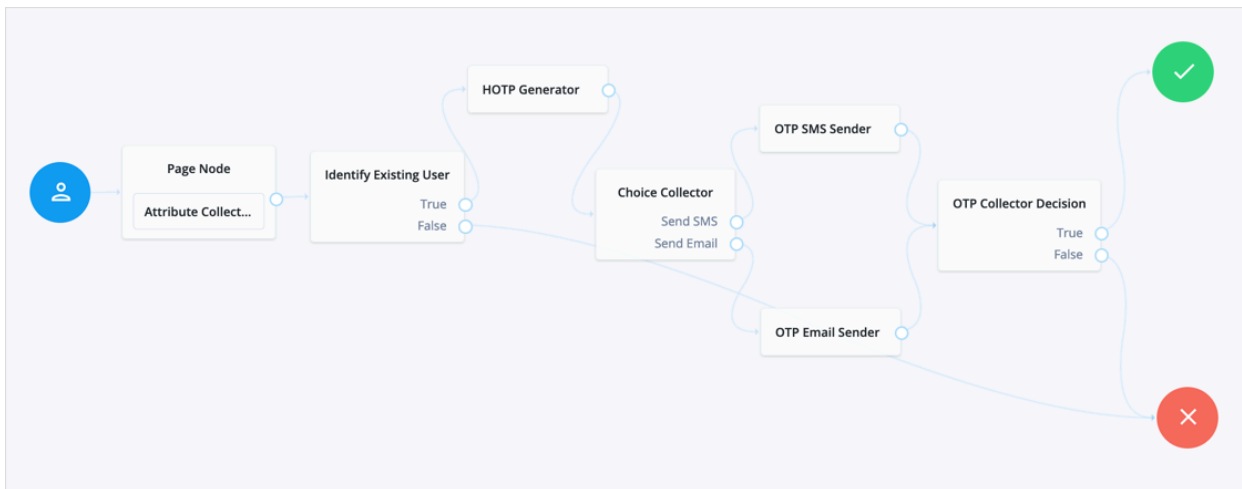 Page Node
Attribute Collect...
Identify Existing User
True
False
HOTP Generator
Choice Collector
Send SMS
Send Email
OTP SMS Sender
OTP Email Sender
OTP Collector Decision
True
False